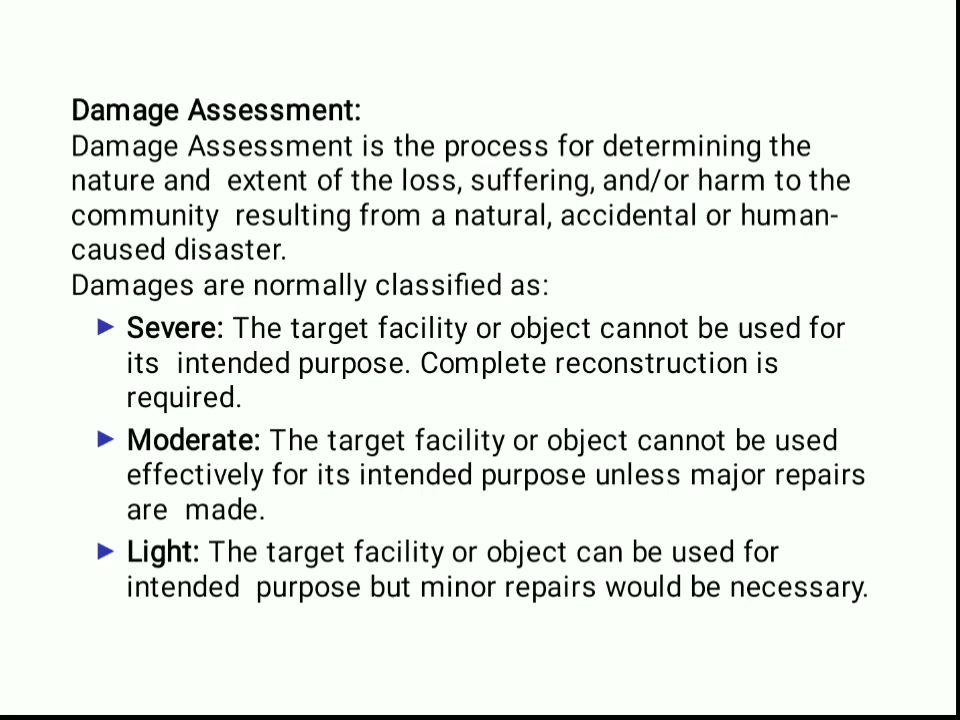 Damage Assessment:
Damage Assessment is the process for determining the
nature and  extent of the loss, suffering, and/or harm to the
community  resulting from a natural, accidental or human-
caused disaster.
Damages are normally classified as:
▶ Severe: The target facility or object cannot be used for
its  intended purpose. Complete reconstruction is
required.
▶ Moderate: The target facility or object cannot be used
effectively for its intended purpose unless major repairs
are  made.
▶ Light: The target facility or object can be used for
intended  purpose but minor repairs would be necessary.